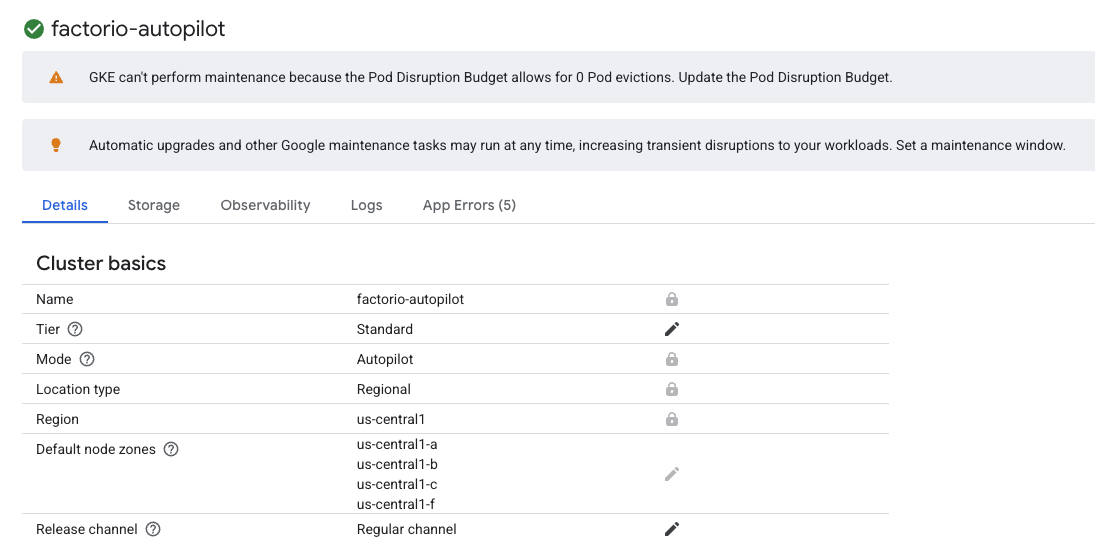 factorio-autopilot
GKE can't perform maintenance because the Pod Disruption Budget allows for 0 Pod evictions. Update the Pod Disruption Budget.
Automatic upgrades and other Google maintenance tasks may run at any time, increasing transient disruptions to your workloads. Set a maintenance window.
Details Storage Observability Logs App Errors (5)
Cluster basics
Name factorio-autopilot
Tier Standard
Mode Autopilot
Location type Regional
Region us-central1
Default node zones us-central1-a
us-central1-b
us-central1-c
us-central1-f
Release channel Regular channel